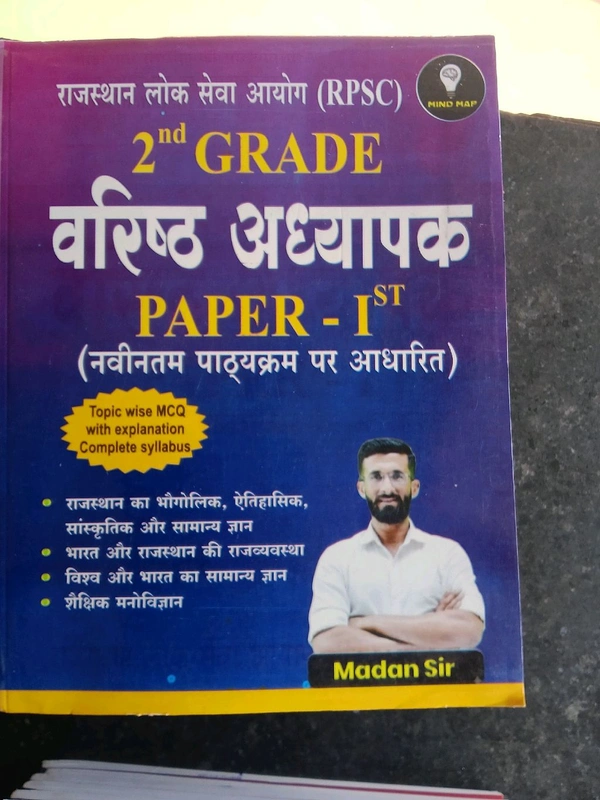 राजस्थान लोक सेवा आयोग (RPSC)
MIND MAP
2nd GRADE
वरिष्ठ अध्यापक
PAPER - IST
(नवीनतम पाठ्यक्रम पर आधारित)
Topic wise MCQ
with explanation
Complete syllabus
राजस्थान का भौगोलिक, ऐतिहासिक,
सांस्कृतिक और सामान्य ज्ञान
भारत और राजस्थान की राजव्यवस्था
विश्व और भारत का सामान्य ज्ञान
शैक्षिक मनोविज्ञान
Madan Sir